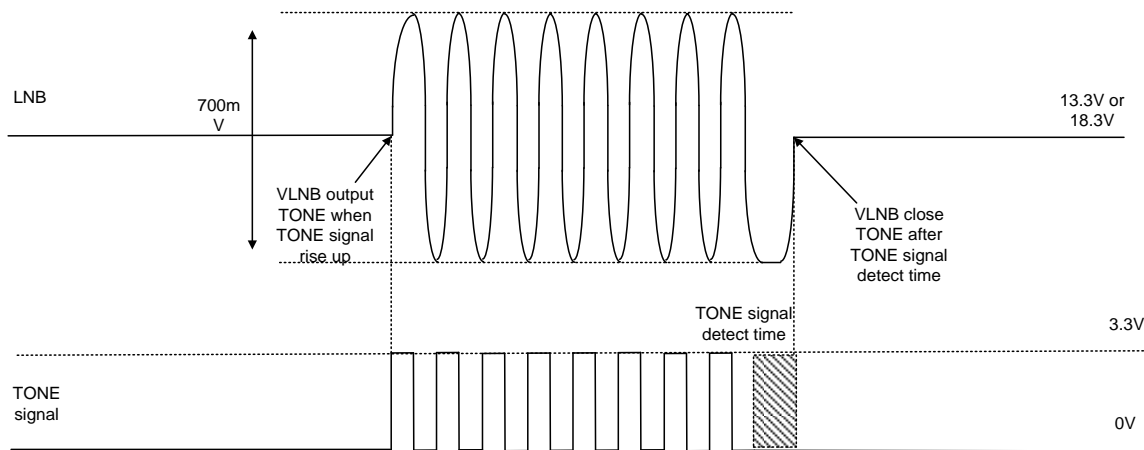 LNB
700m
V
13.3V or
18.3V
VLNB output
TONE when
TONE signal
rise up
VLNB close
TONE after
TONE signal
detect time
TONE signal
detect time
3.3V
TONE
signal
0V